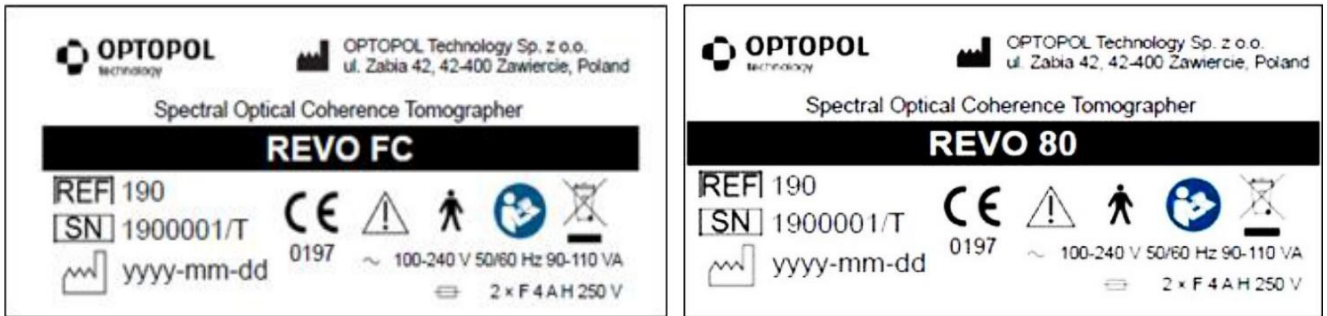 OPTOPOL
technology
OPTOPOL Technology Sp. z o.o.
ul. Zabia 42, 42-400 Zawiercie, Poland
Spectral Optical Coherence Tomographer
REVO FC
REF 190
SN 1900001/T
yyyy-mm-dd
CE
0197
~ 100-240 V 50/60 Hz 90-110 VA
2 × F 4 A H 250 V
OPTOPOL
technology
OPTOPOL Technology Sp. z o.o.
ul. Zabia 42, 42-400 Zawiercie, Poland
Spectral Optical Coherence Tomographer
REVO 80
REF 190
SN 1900001/T
yyyy-mm-dd
CE
0197
~ 100-240 V 50/60 Hz 90-110 VA
2 × F 4 A H 250 V